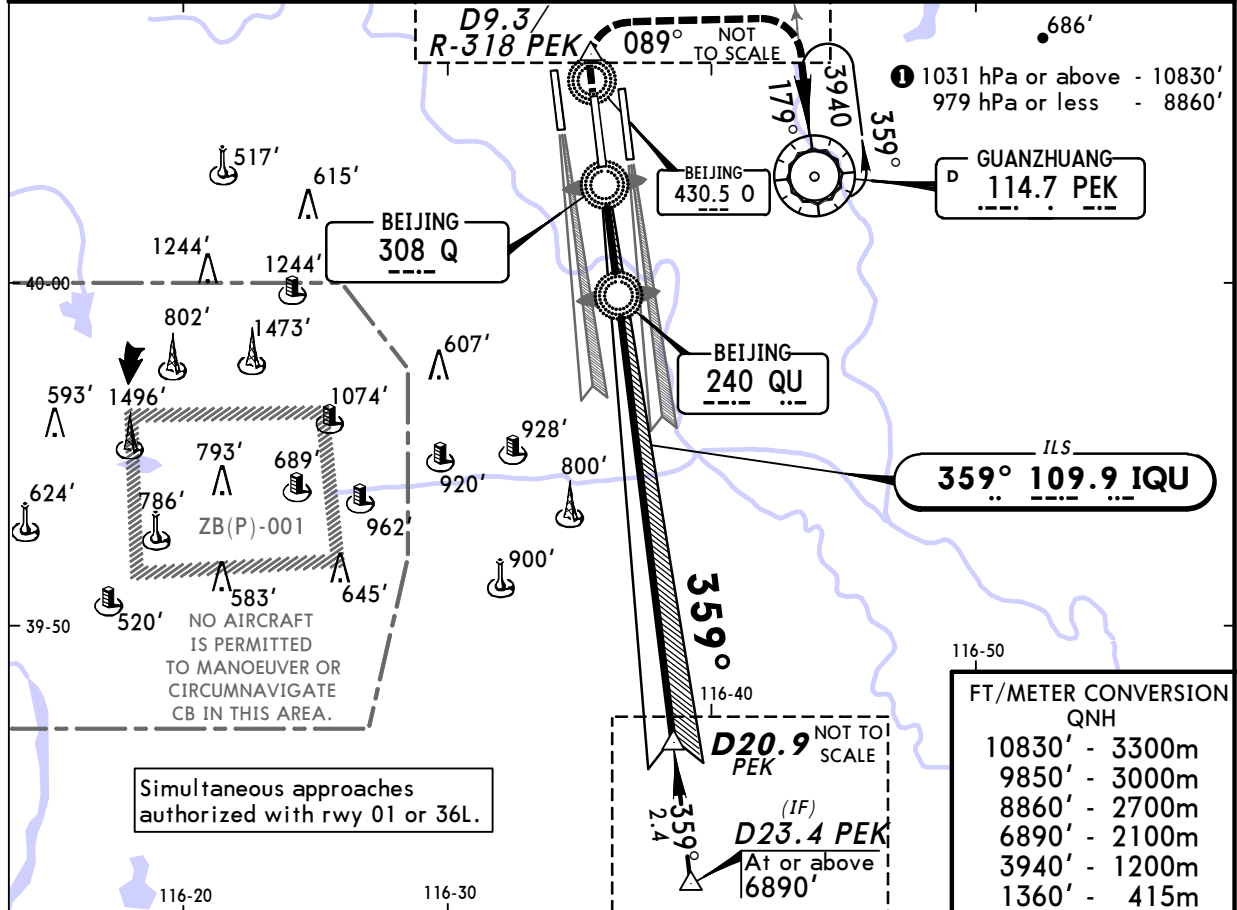 D9.3/
R-318 PEK
089°
NOT
TO SCALE
686'
❶ 1031 hPa or above - 10830'
979 hPa or less - 8860'
179°
3940
359°
517'
615'
BEIJING
430.5 O
GUANZHUANG
D 114.7 PEK
BEIJING
308 Q
1244'
1244'
40-00
802'
1473'
607'
BEIJING
240 QU
593'
1496'
1074'
793'
689'
928'
920'
800'
ILS
359° 109.9 IQU
624'
786'
962'
ZB(P)-001
900'
583'
645'
520'
39-50
NO AIRCRAFT
IS PERMITTED
TO MANOEUVER OR
CIRCUMNAVIGATE
CB IN THIS AREA.
359°
116-50
116-40
FT/METER CONVERSION
QNH
10830' - 3300m
9850' - 3000m
8860' - 2700m
6890' - 2100m
3940' - 1200m
1360' - 415m
D20.9
PEK
NOT TO
SCALE
Simultaneous approaches
authorized with rwy 01 or 36L.
359°
2.4
(IF)
D23.4 PEK
At or above
6890'
116-20
116-30